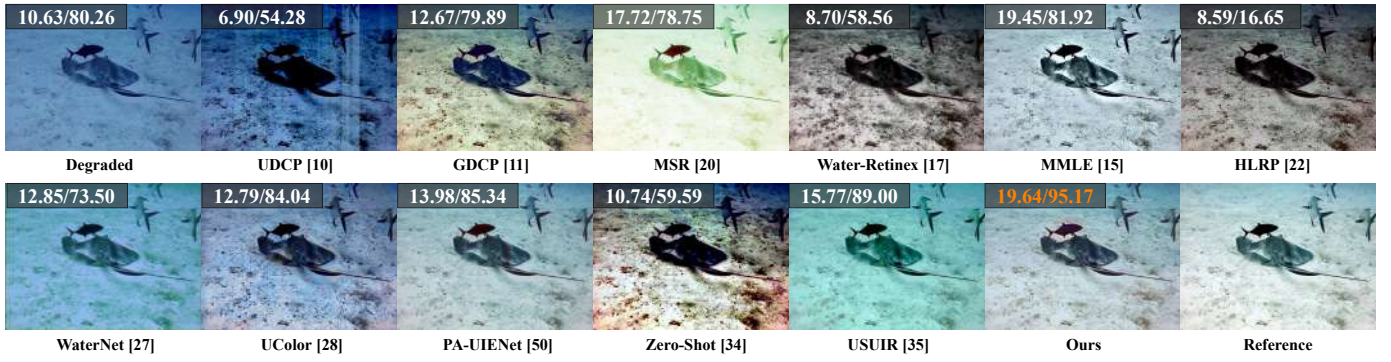 10.63/80.26 6.90/54.28 12.67/79.89 17.72/78.75 8.70/58.56 19.45/81.92 8.59/16.65
Degraded UDCP [10] GDCP [11] MSR [20] Water-Retinex [17] MMLE [15] HLRP [22]
12.85/73.50 12.79/84.04 13.98/85.34 10.74/59.59 15.77/89.00 19.64/95.17
WaterNet [27] UColor [28] PA-UIENet [50] Zero-Shot [34] USUIR [35] Ours Reference